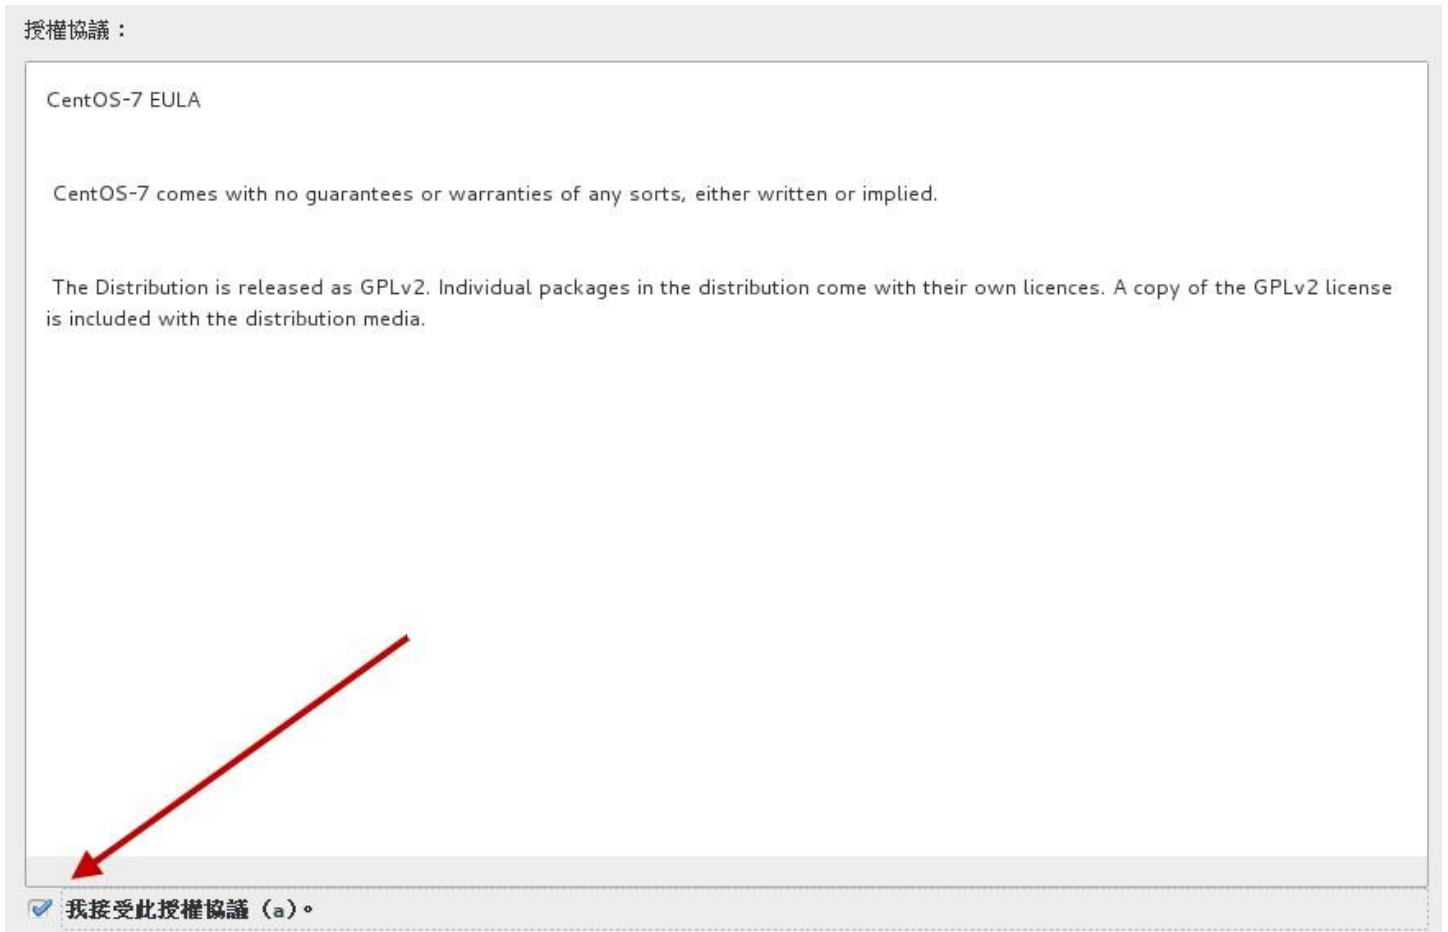 授權協議：
CentOS-7 EULA
CentOS-7 comes with no guarantees or warranties of any sorts, either written or implied.
The Distribution is released as GPLv2. Individual packages in the distribution come with their own licences. A copy of the GPLv2 license
is included with the distribution media.
我接受此授權協議（a）。